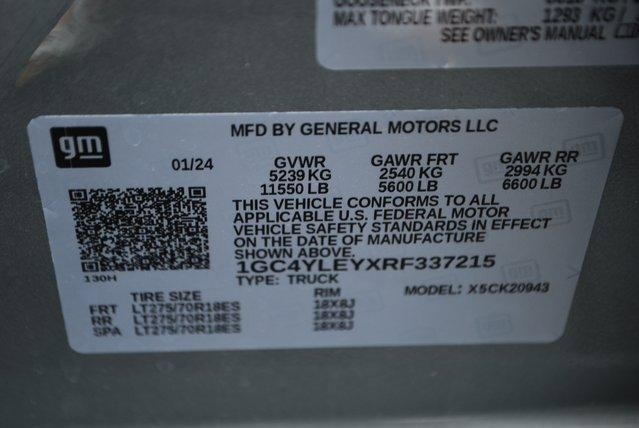 MAX TONGUE WEIGHT: 1293 KG /
SEE OWNER'S MANUAL
gm
MFD BY GENERAL MOTORS LLC
01/24 GVWR GAWR FRT GAWR RR
5239 KG 2540 KG 2994 KG
11550 LB 5600 LB 6600 LB
THIS VEHICLE CONFORMS TO ALL
APPLICABLE U.S. FEDERAL MOTOR
VEHICLE SAFETY STANDARDS IN EFFECT
ON THE DATE OF MANUFACTURE
SHOWN ABOVE.
130H
1GC4YLEYXRF337215
TYPE: TRUCK MODEL: X5CK20943
TIRE SIZE RIM
FRT LT275/70R18ES 18X8J
RR LT275/70R18ES 18X8J
SPA LT275/70R18ES 18X8J